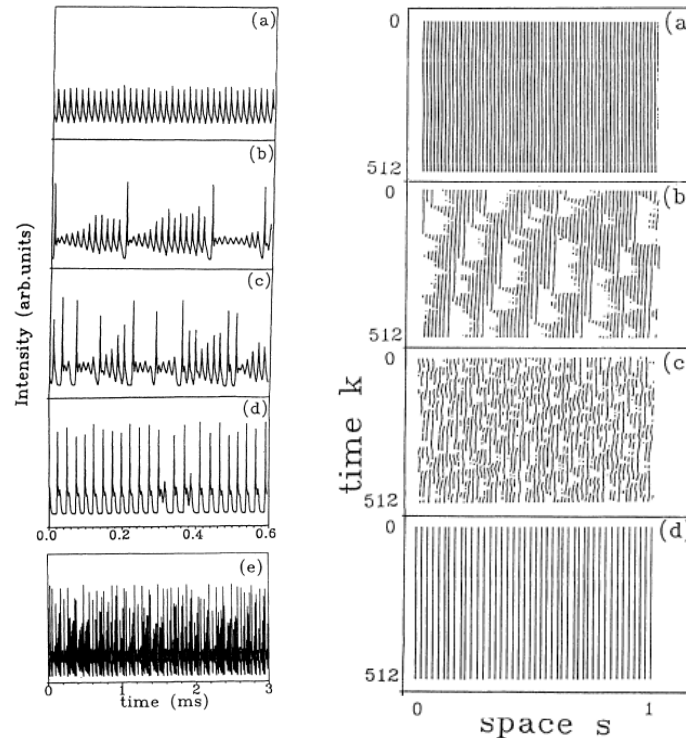 (a)
(b)
(c)
(d)
0.0 0.2 0.4 0.6
(e)
0 1 2 3
time (ms)
Intensity (arb.units)
0 (a
512
0 (b
512
0 (c
512
0 (d)
512
0 1
space s
time k